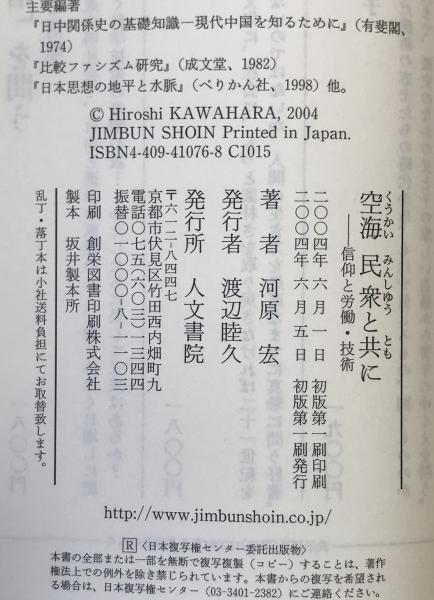 主要編著
『日中関係史の基礎知識―現代中国を知るために』(有斐閣、
1974)
『比較ファシズム研究』(成文堂、1982)
『日本思想の地平と水脈』(ぺりかん社、1998) 他。
© Hiroshi KAWAHARA, 2004
JIMBUN SHOIN Printed in Japan.
ISBN4-409-41076-8 C1015
くうかい みんしゆう とも
空海 民衆と共に
――信仰と労働・技術
二〇〇四年 六月 一日 初版第一刷印刷
二〇〇四年 六月 五日 初版第一刷発行
著 者 河原 宏
発行者 渡辺睦久
発行所 人文書院
〒六一二-八四四七
京都市伏見区竹田西内畑町九
電話〇七五(六〇三)一三四四
振替〇一〇〇〇-八-一一〇三
印刷 創栄図書印刷株式会社
製本 坂井製本所
乱丁・落丁本は小社送料負担にてお取替致します。
http://www.jimbunshoin.co.jp/
R〈日本複写権センター委託出版物〉
本書の全部または一部を無断で複写複製(コピー)することは、著作
権法上での例外を除き禁じられています。本書からの複写を希望され
る場合は、日本複写権センター(03-3401-2382)にご連絡ください。